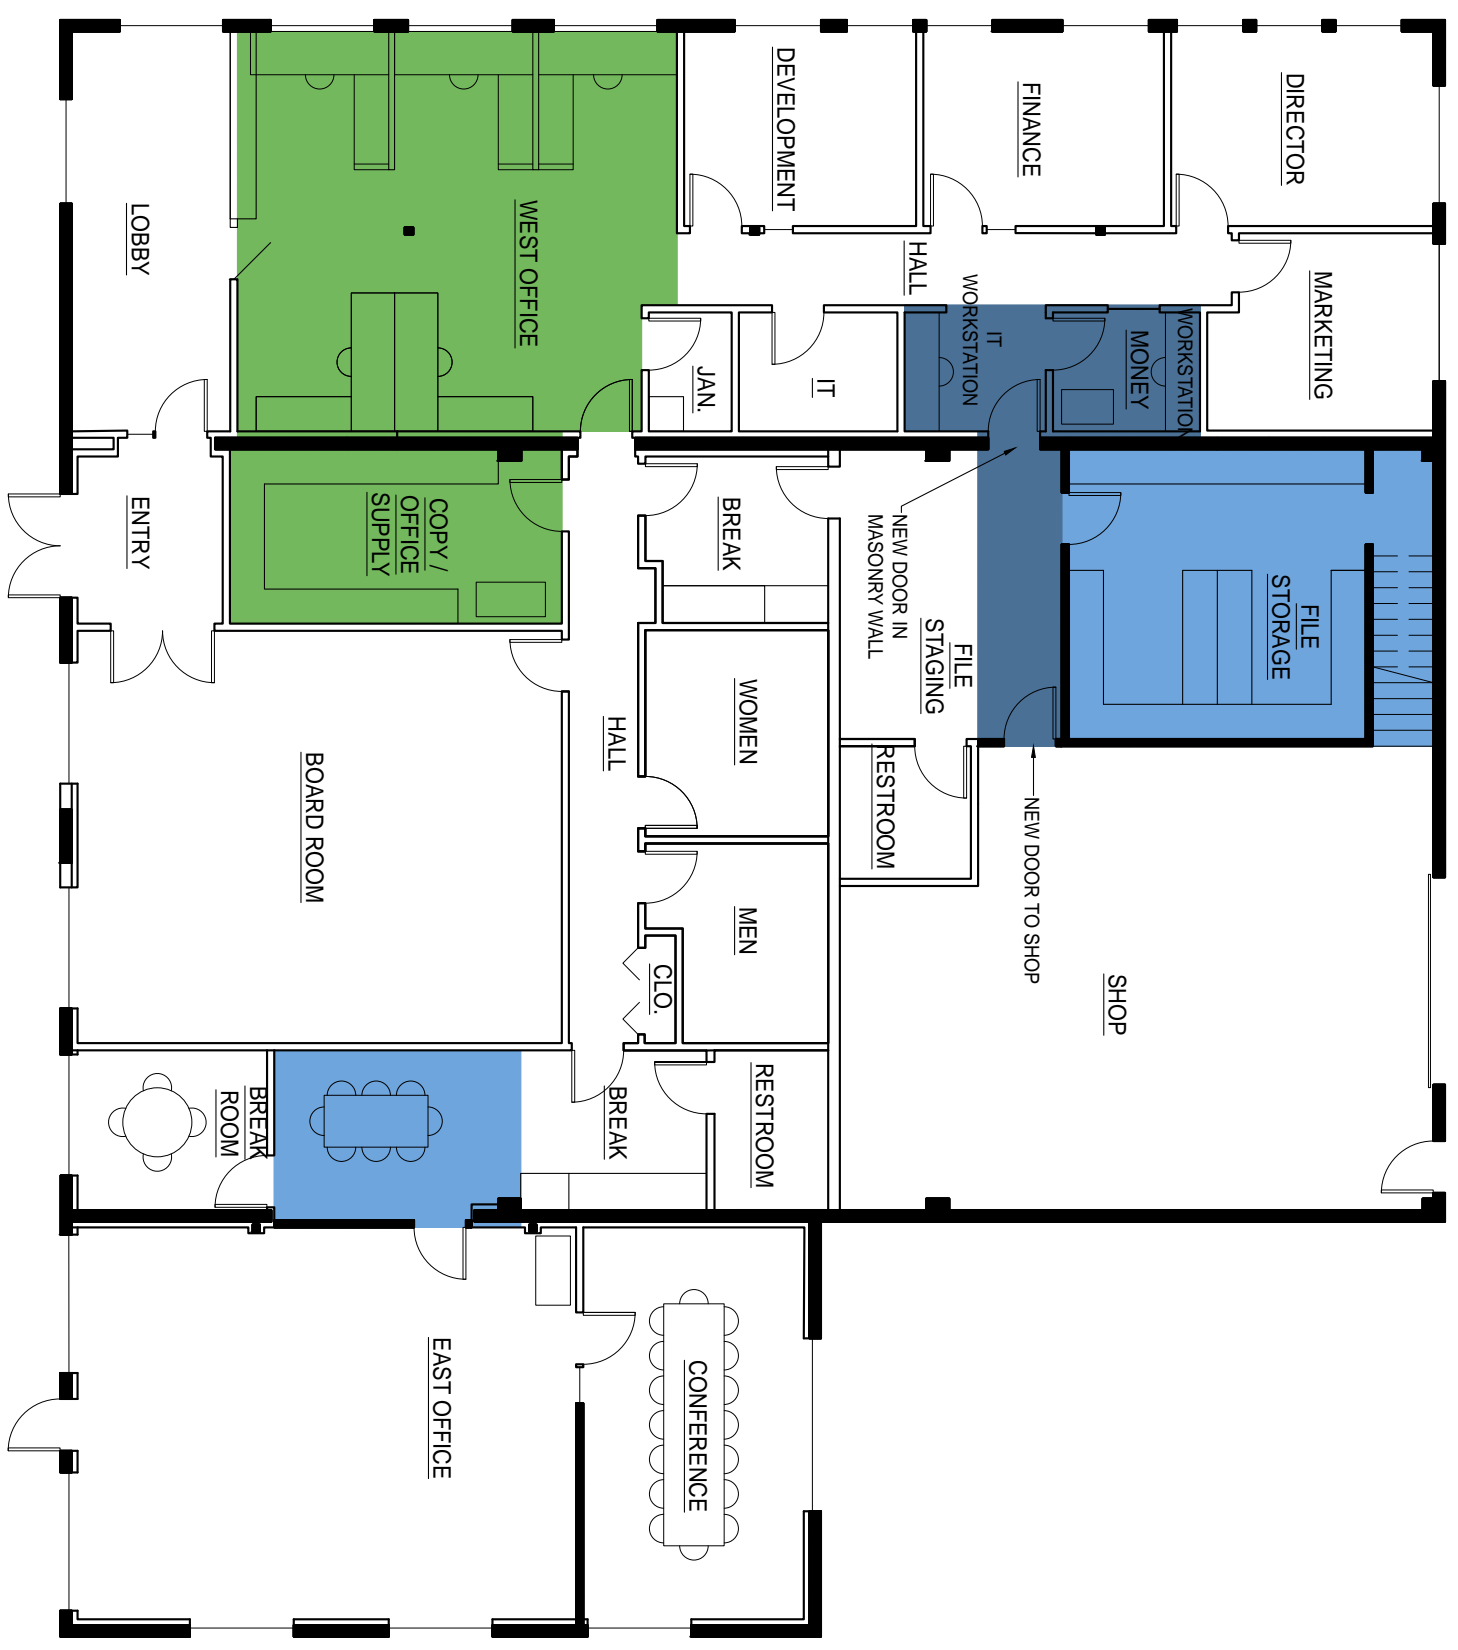 DIRECTOR
FINANCE
DEVELOPMENT
MARKETING
HALL
WORKSTATION
MONEY
IT
WORKSTATION
IT
JAN.
WEST OFFICE
LOBBY
FILE
STORAGE
NEW DOOR IN
MASONRY WALL
FILE
STAGING
BREAK
COPY /
OFFICE
SUPPLY
ENTRY
WOMEN
HALL
RESTROOM
NEW DOOR TO SHOP
BOARD ROOM
MEN
CLO.
SHOP
RESTROOM
BREAK
BREAK
ROOM
EAST OFFICE
CONFERENCE